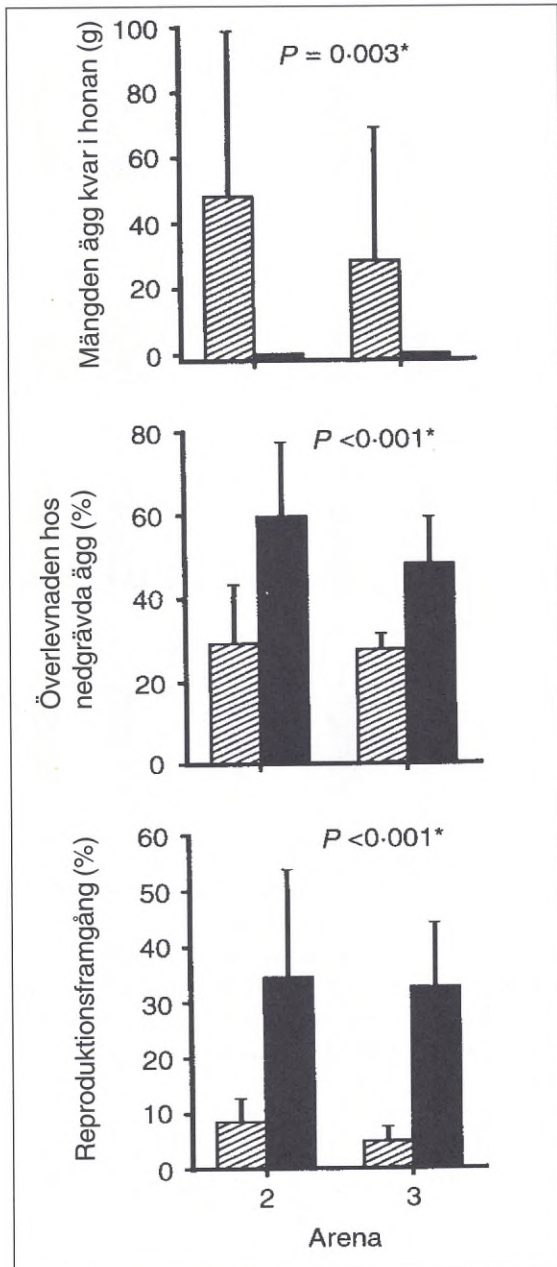 Mängden ägg kvar i honan (g)
100
80
60
40
20
0
P = 0·003*
Överlevnaden hos
nedgrävda ägg (%)
80
60
40
20
0
P <0·001*
Reproduktionsframgång (%)
60
50
40
30
20
10
0
P <0·001*
2
3
Arena